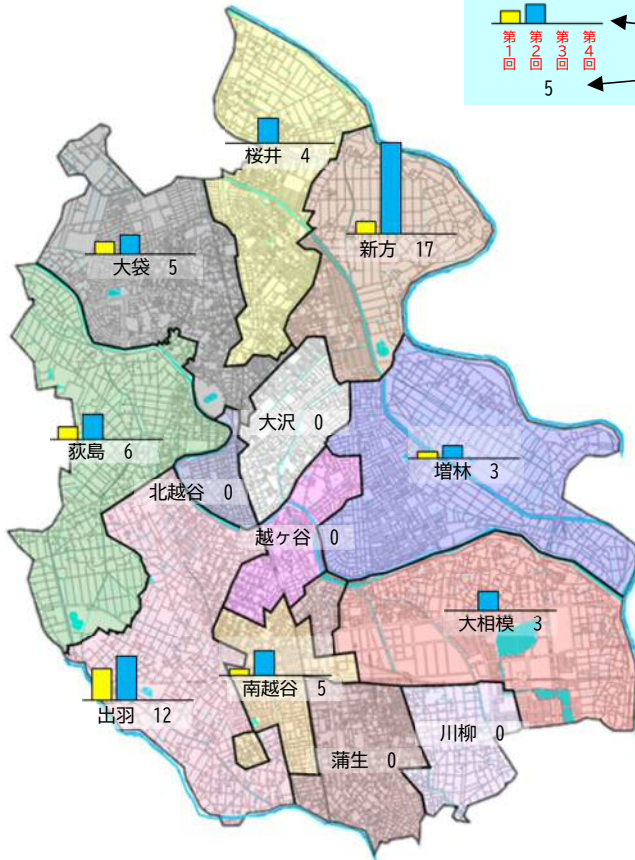 第1回 第2回 第3回 第4回
5
桜井 4
新方 17
大袋 5
大沢 0
荻島 6
増林 3
北越谷 0
越ヶ谷 0
大相模 3
南越谷 5
出羽 12
川柳 0
蒲生 0